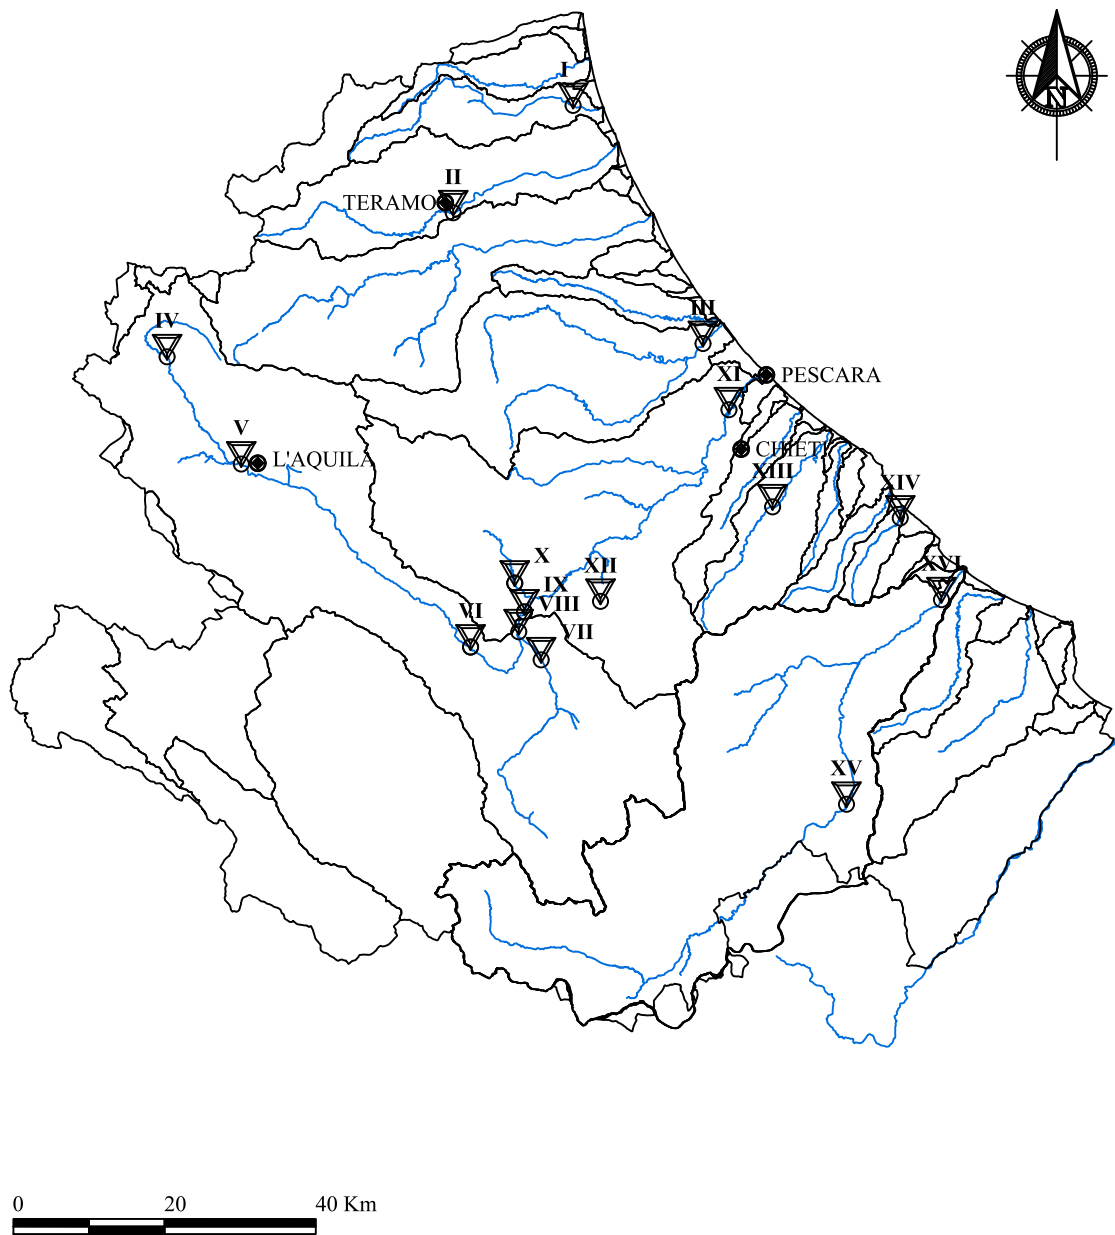 I
N
II
TERAMO
III
IV
XI
PESCARA
V
L'AQUILA
CHIETI
XIII
XIV
X
XII
IX
XVI
VIII
VI
VII
XV
0 20 40 Km